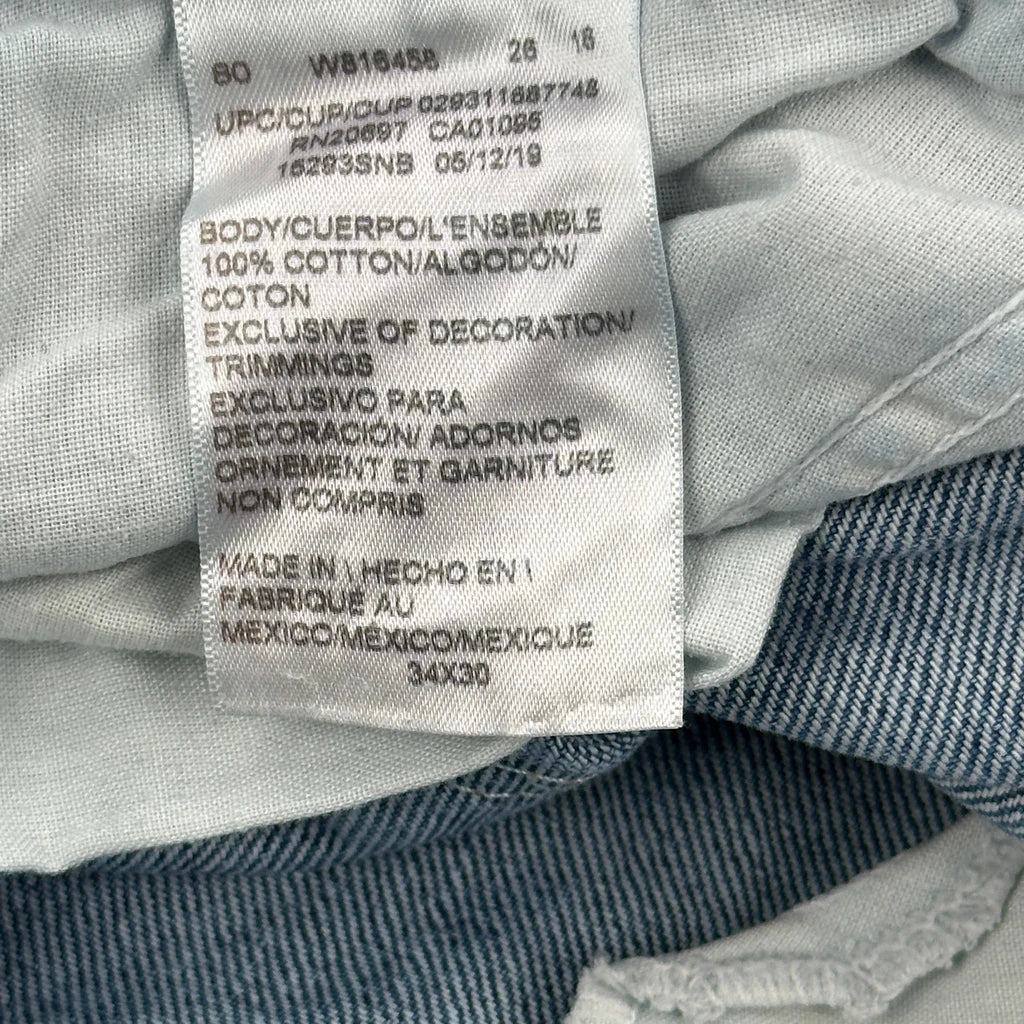 80 W816458 26 16
UPC/CUP/CUP 029311687748
RN20697 CA01095
15293SNB 05/12/19
BODY/CUERPO/L'ENSEMBLE
100% COTTON/ALGODÓN/
COTON
EXCLUSIVE OF DECORATION/
TRIMMINGS
EXCLUSIVO PARA
DECORACIÓN/ ADORNOS
ORNEMENT ET GARNITURE
NON COMPRIS
MADE IN \ HECHO EN \
FABRIQUÉ AU
MEXICO/MÉXICO/MEXIQUE
34X30